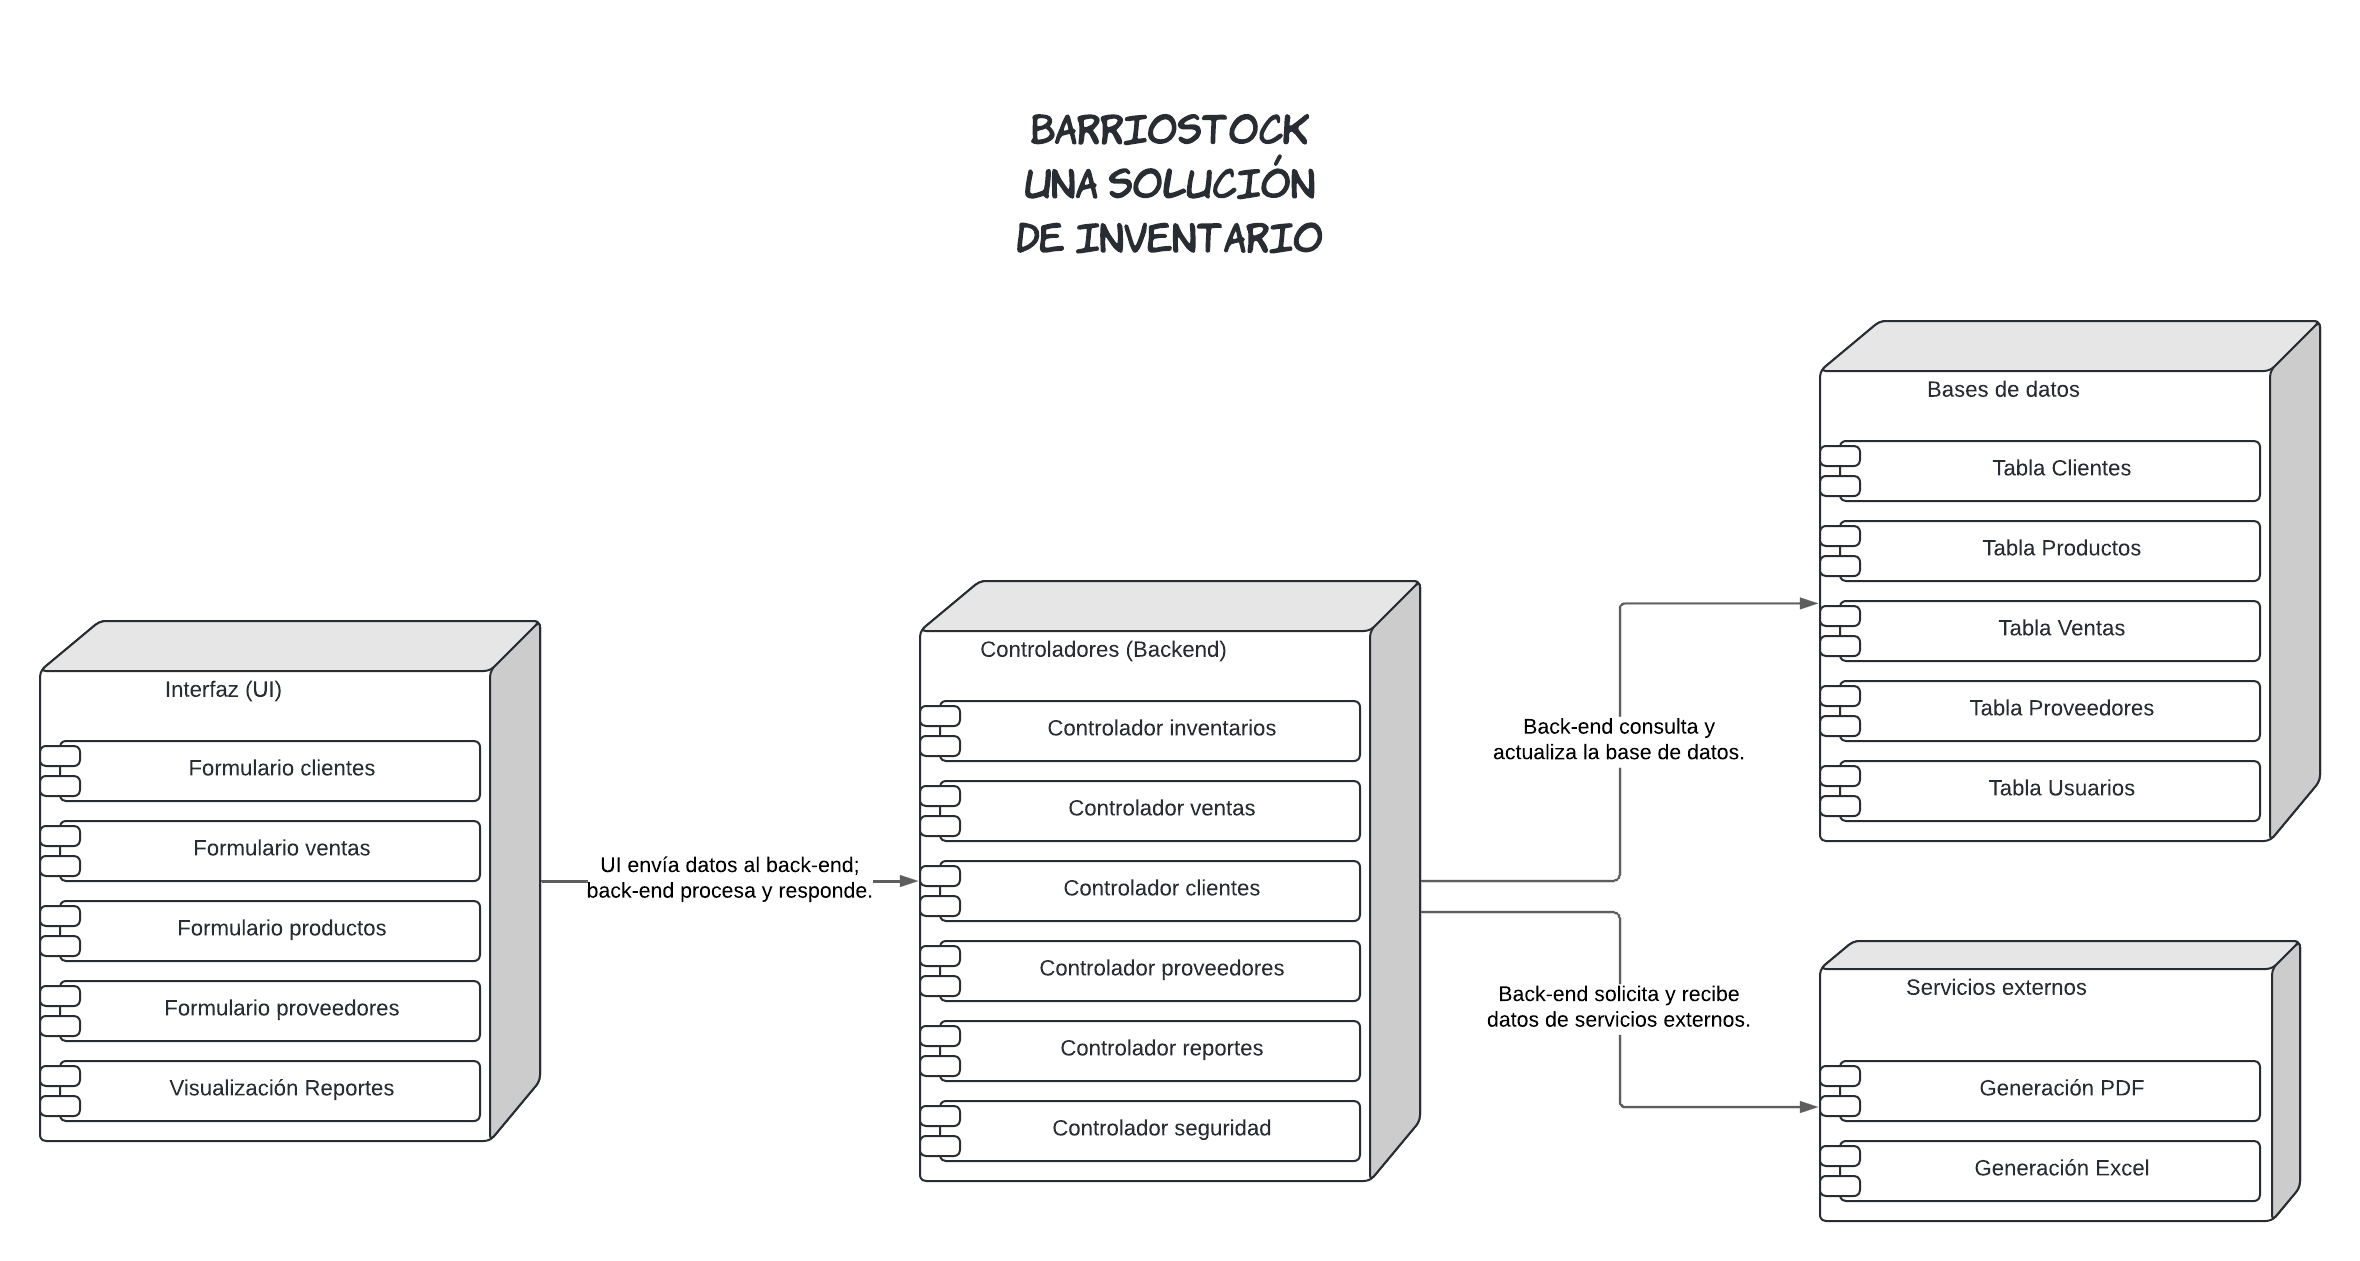 BARRIOSTOCK
UNA SOLUCIÓN
DE INVENTARIO
Interfaz (UI)
Formulario clientes
Formulario ventas
Formulario productos
Formulario proveedores
Visualización Reportes
UI envía datos al back-end;
back-end procesa y responde.
Controladores (Backend)
Controlador inventarios
Controlador ventas
Controlador clientes
Controlador proveedores
Controlador reportes
Controlador seguridad
Back-end consulta y
actualiza la base de datos.
Back-end solicita y recibe
datos de servicios externos.
Bases de datos
Tabla Clientes
Tabla Productos
Tabla Ventas
Tabla Proveedores
Tabla Usuarios
Servicios externos
Generación PDF
Generación Excel